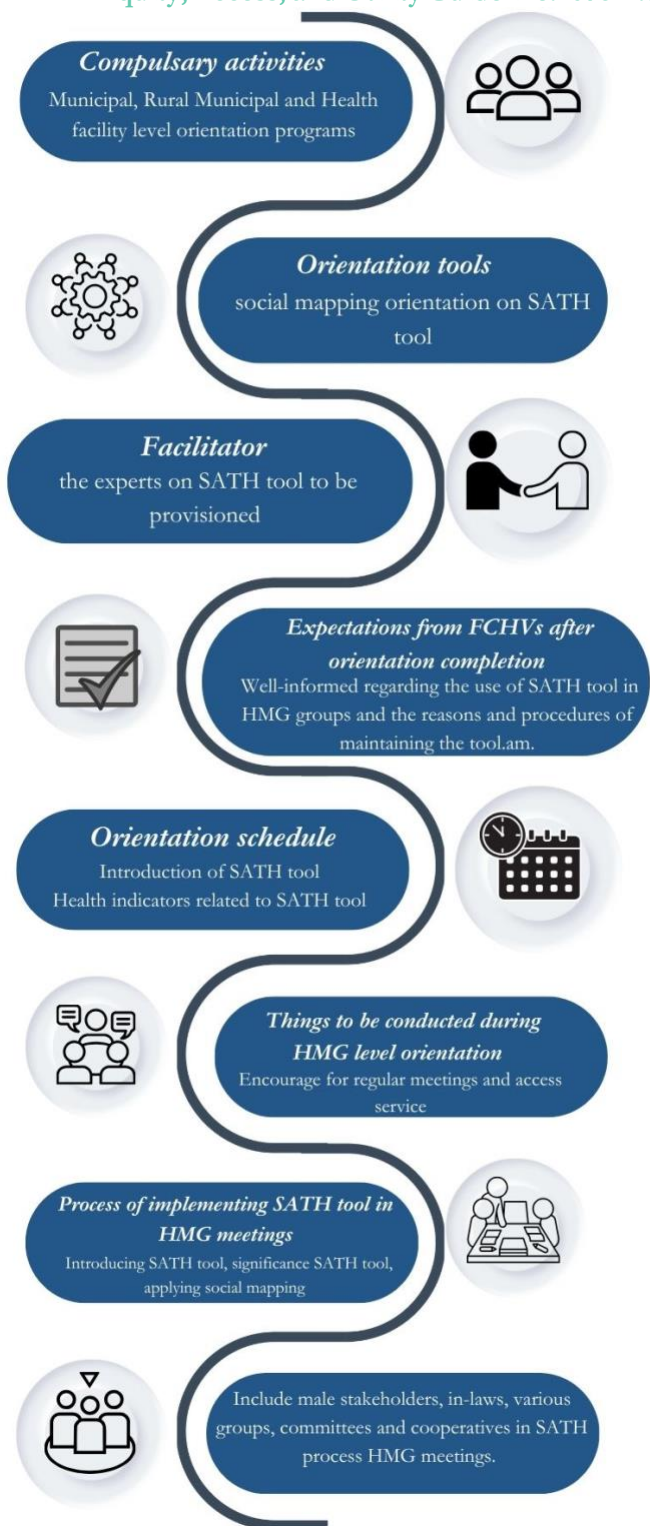 Compulsary activities
Municipal, Rural Municipal and Health
facility level orientation programs
Orientation tools
social mapping orientation on SATH
tool
Facilitator
the experts on SATH tool to be
provisioned
Expectations from FCHVs after
orientation completion
Well-informed regarding the use of SATH tool in
HMG groups and the reasons and procedures of
maintaining the tool.am.
Orientation schedule
Introduction of SATH tool
Health indicators related to SATH tool
Things to be conducted during
HMG level orientation
Encourage for regular meetings and access
service
Process of implementing SATH tool in
HMG meetings
Introducing SATH tool, significance SATH tool,
applying social mapping
Include male stakeholders, in-laws, various
groups, committees and cooperatives in SATH
process HMG meetings.